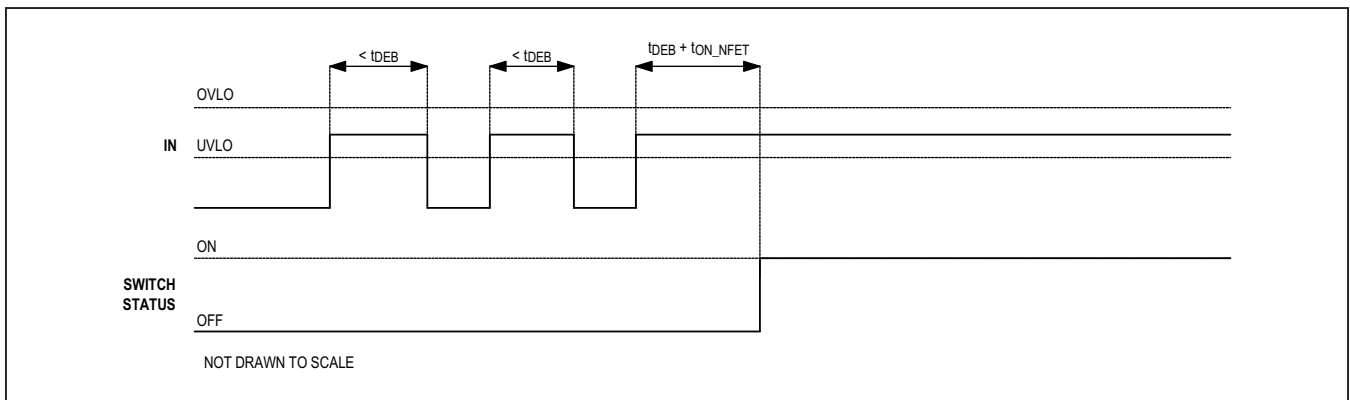 < tDEB
< tDEB
tDEB + tON_NFET
OVLO
IN
UVLO
ON
SWITCH
STATUS
OFF
NOT DRAWN TO SCALE